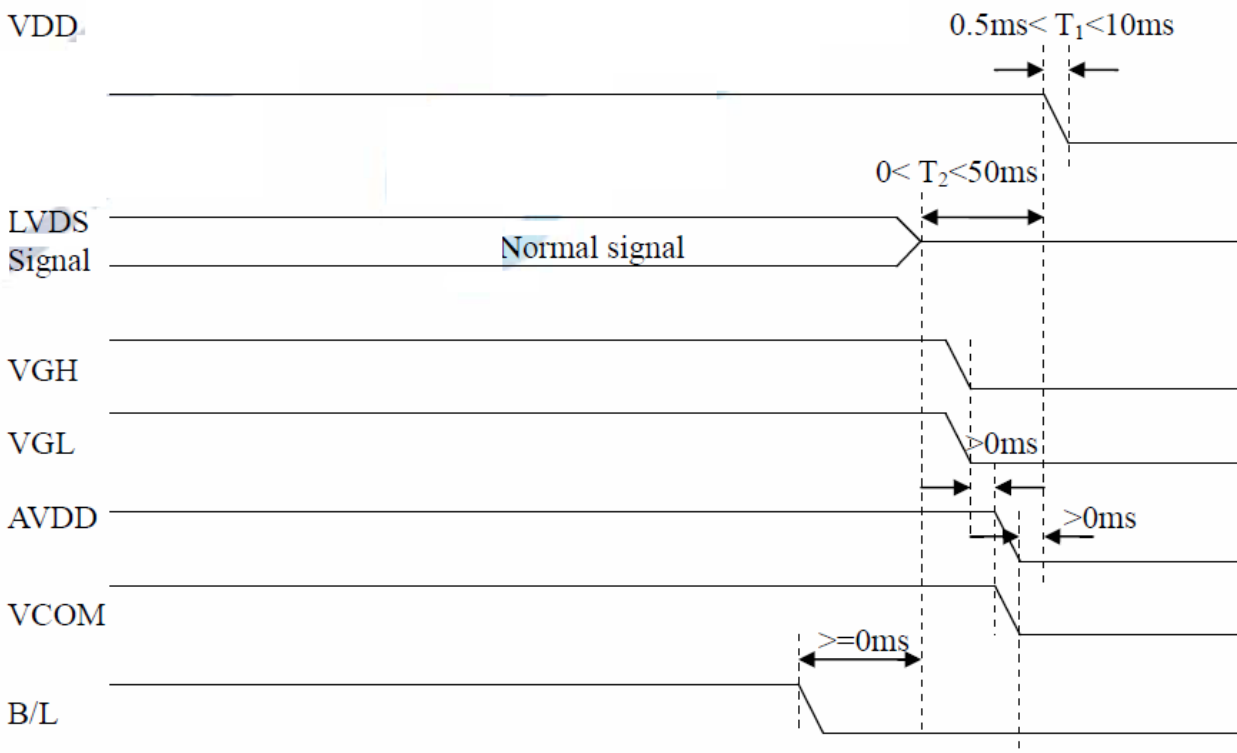 VDD
0.5ms< T₁<10ms
0< T₂<50ms
LVDS
Signal
Normal signal
VGH
VGL
>0ms
AVDD
>0ms
VCOM
>=0ms
B/L